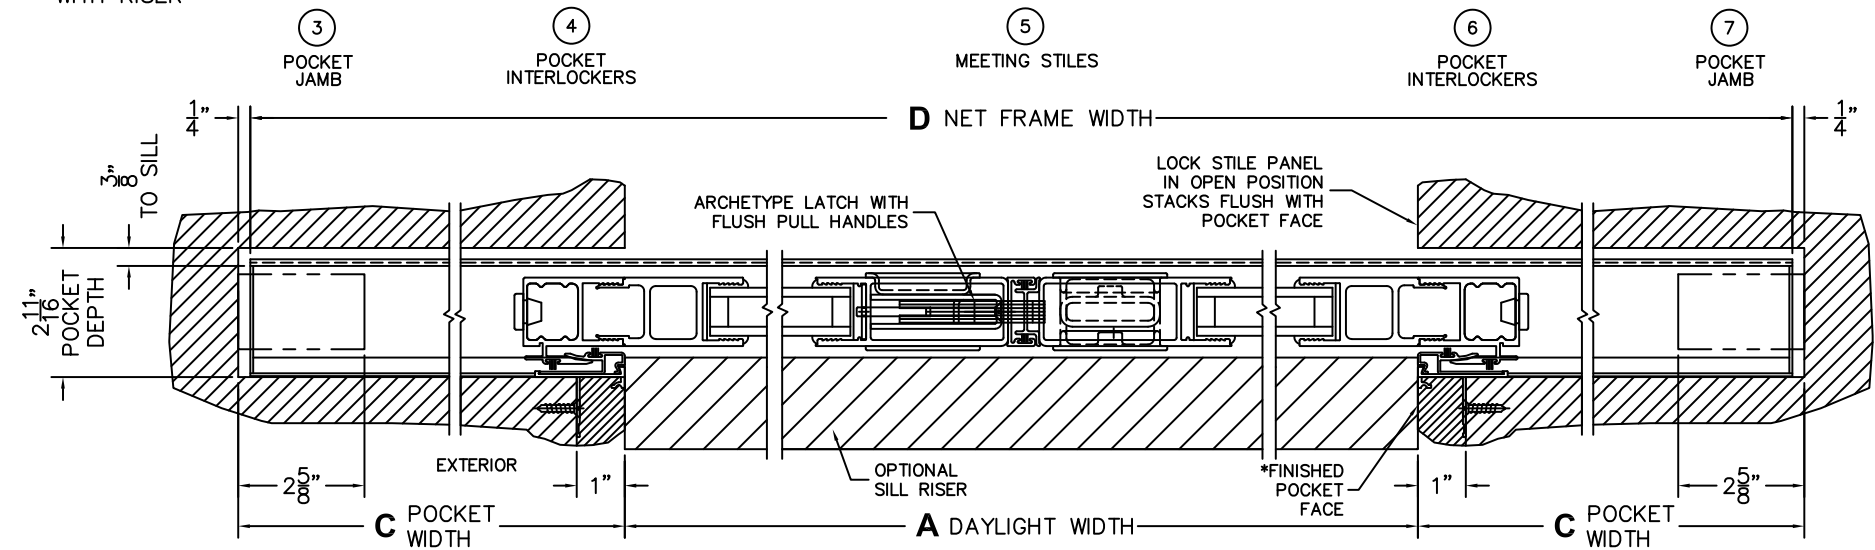 WITH RISER
3
POCKET
JAMB
4
POCKET
INTERLOCKERS
5
MEETING STILES
6
POCKET
INTERLOCKERS
7
POCKET
JAMB
1/4"
D NET FRAME WIDTH
1/4"
3/8" TO SILL
LOCK STILE PANEL
IN OPEN POSITION
STACKS FLUSH WITH
POCKET FACE
ARCHETYPE LATCH WITH
FLUSH PULL HANDLES
2 11/16"
POCKET
DEPTH
EXTERIOR
OPTIONAL
SILL RISER
*FINISHED
POCKET
FACE
2 5/8"
1"
1"
2 5/8"
C POCKET
WIDTH
A DAYLIGHT WIDTH
C POCKET
WIDTH